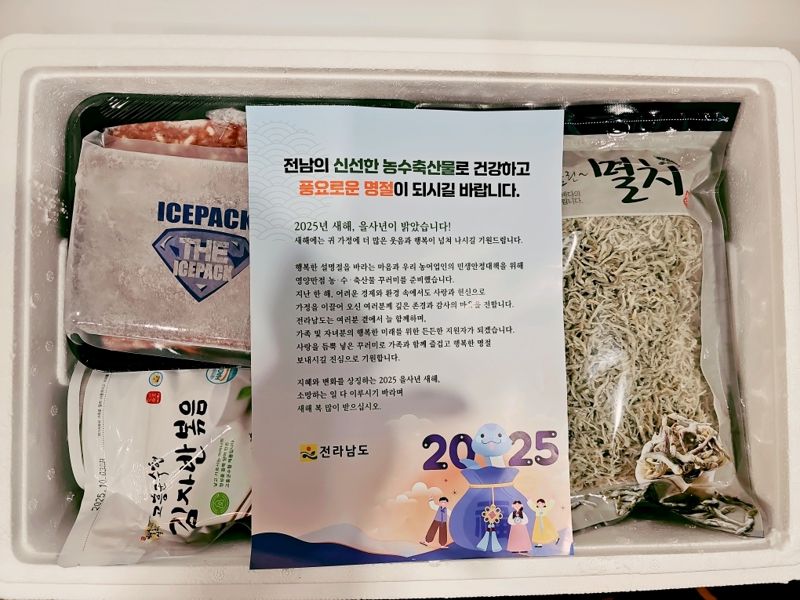 전남의 신선한 농수축산물로 건강하고
풍요로운 명절이 되시길 바랍니다.
2025년 새해, 을사년이 밝았습니다!
새해에는 귀 가정에 더 많은 웃음과 행복이 넘쳐 나시길 기원드립니다.
행복한 설명절을 바라는 마음과 우리 농어업인의 민생안정대책을 위해
영양만점 농·수·축산물 꾸러미를 준비했습니다.
지난 한 해, 어려운 경제와 환경 속에서도 사랑과 헌신으로
가정을 이끌어 오신 여러분께 깊은 존경과 감사의 마음을 전합니다.
전라남도는 여러분 곁에서 늘 함께하며,
가족 및 자녀분의 행복한 미래를 위한 든든한 지원자가 되겠습니다.
사랑을 듬뿍 넣은 꾸러미로 가족과 함께 즐겁고 행복한 명절
보내시길 진심으로 기원합니다.
지혜와 변화를 상징하는 2025 을사년 새해,
소망하는 일 다 이루시기 바라며
새해 복 많이 받으십시오.
전라남도
2025
ICEPACK
THE
ICEPACK
멸치
고흥군수협
김자반볶음